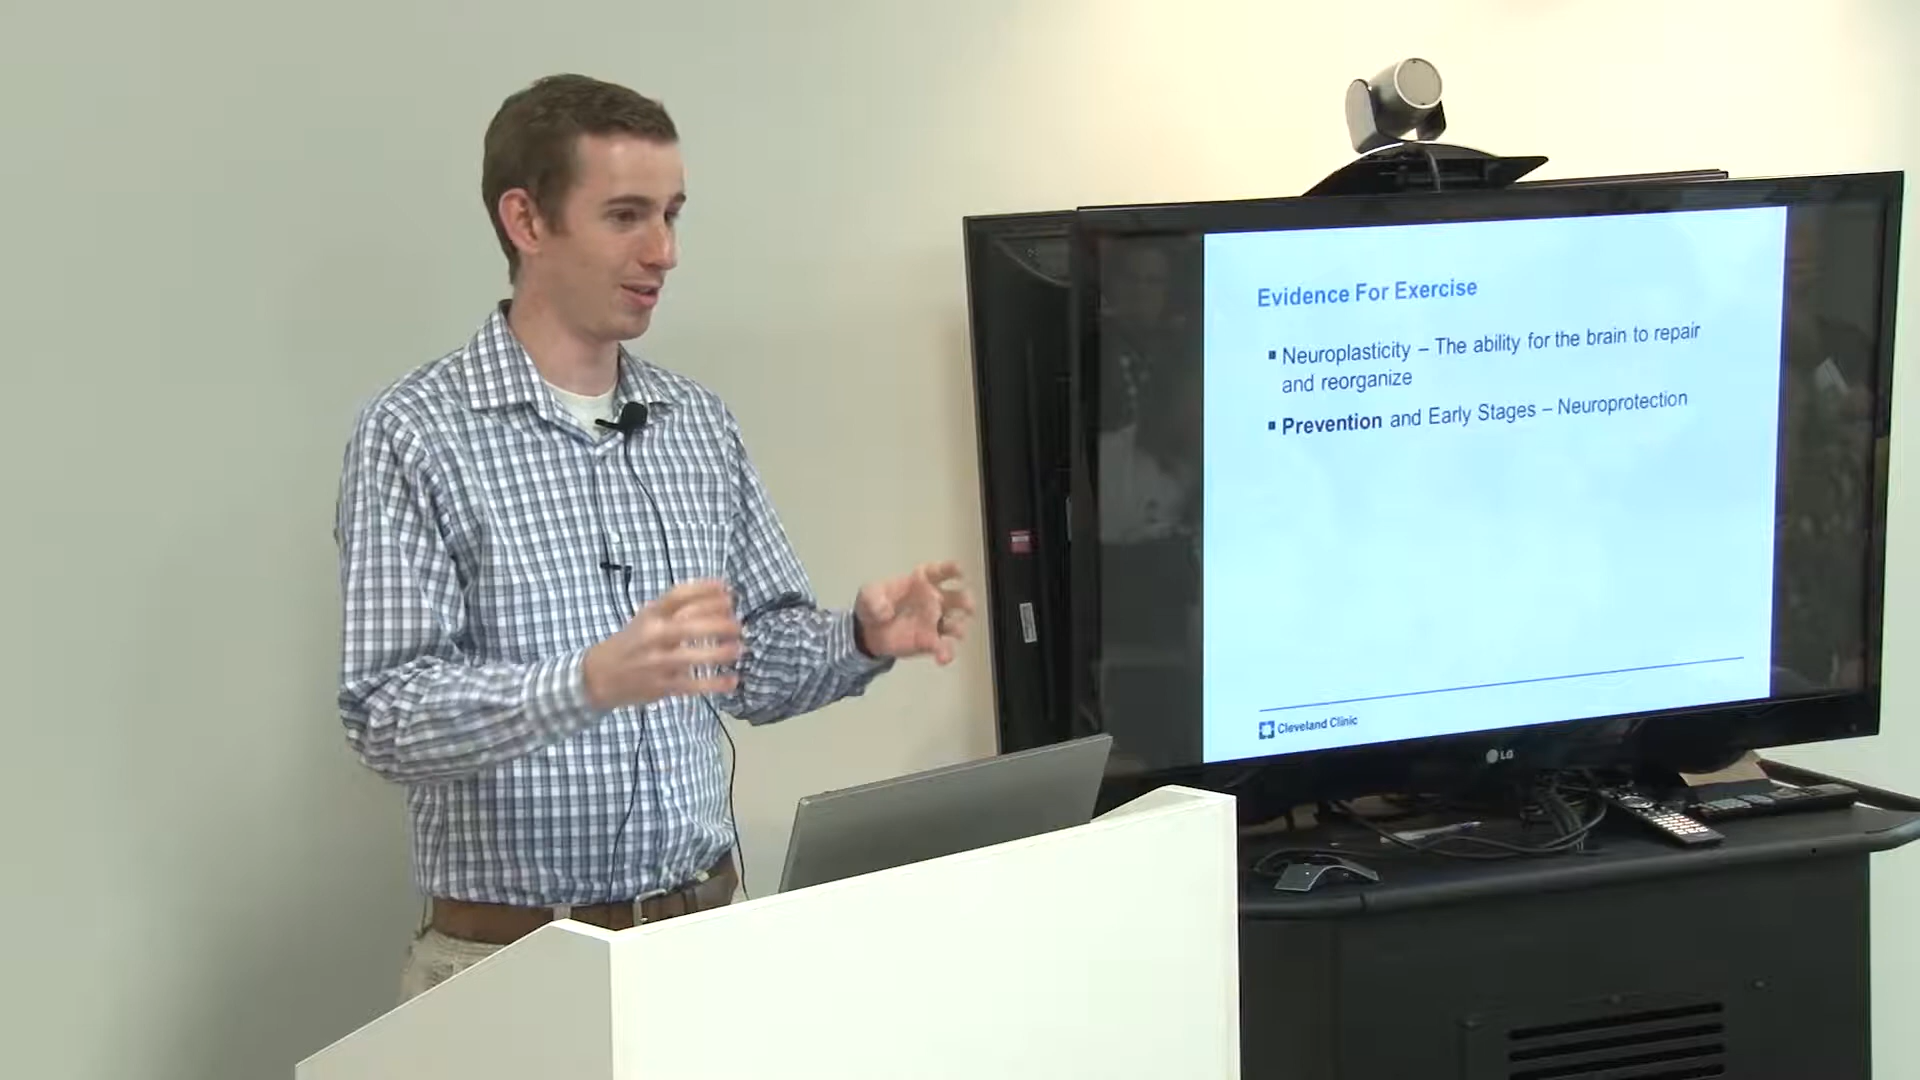 Evidence For Exercise
▪ Neuroplasticity – The ability for the brain to repair
and reorganize
▪ Prevention and Early Stages – Neuroprotection
Cleveland Clinic
LG